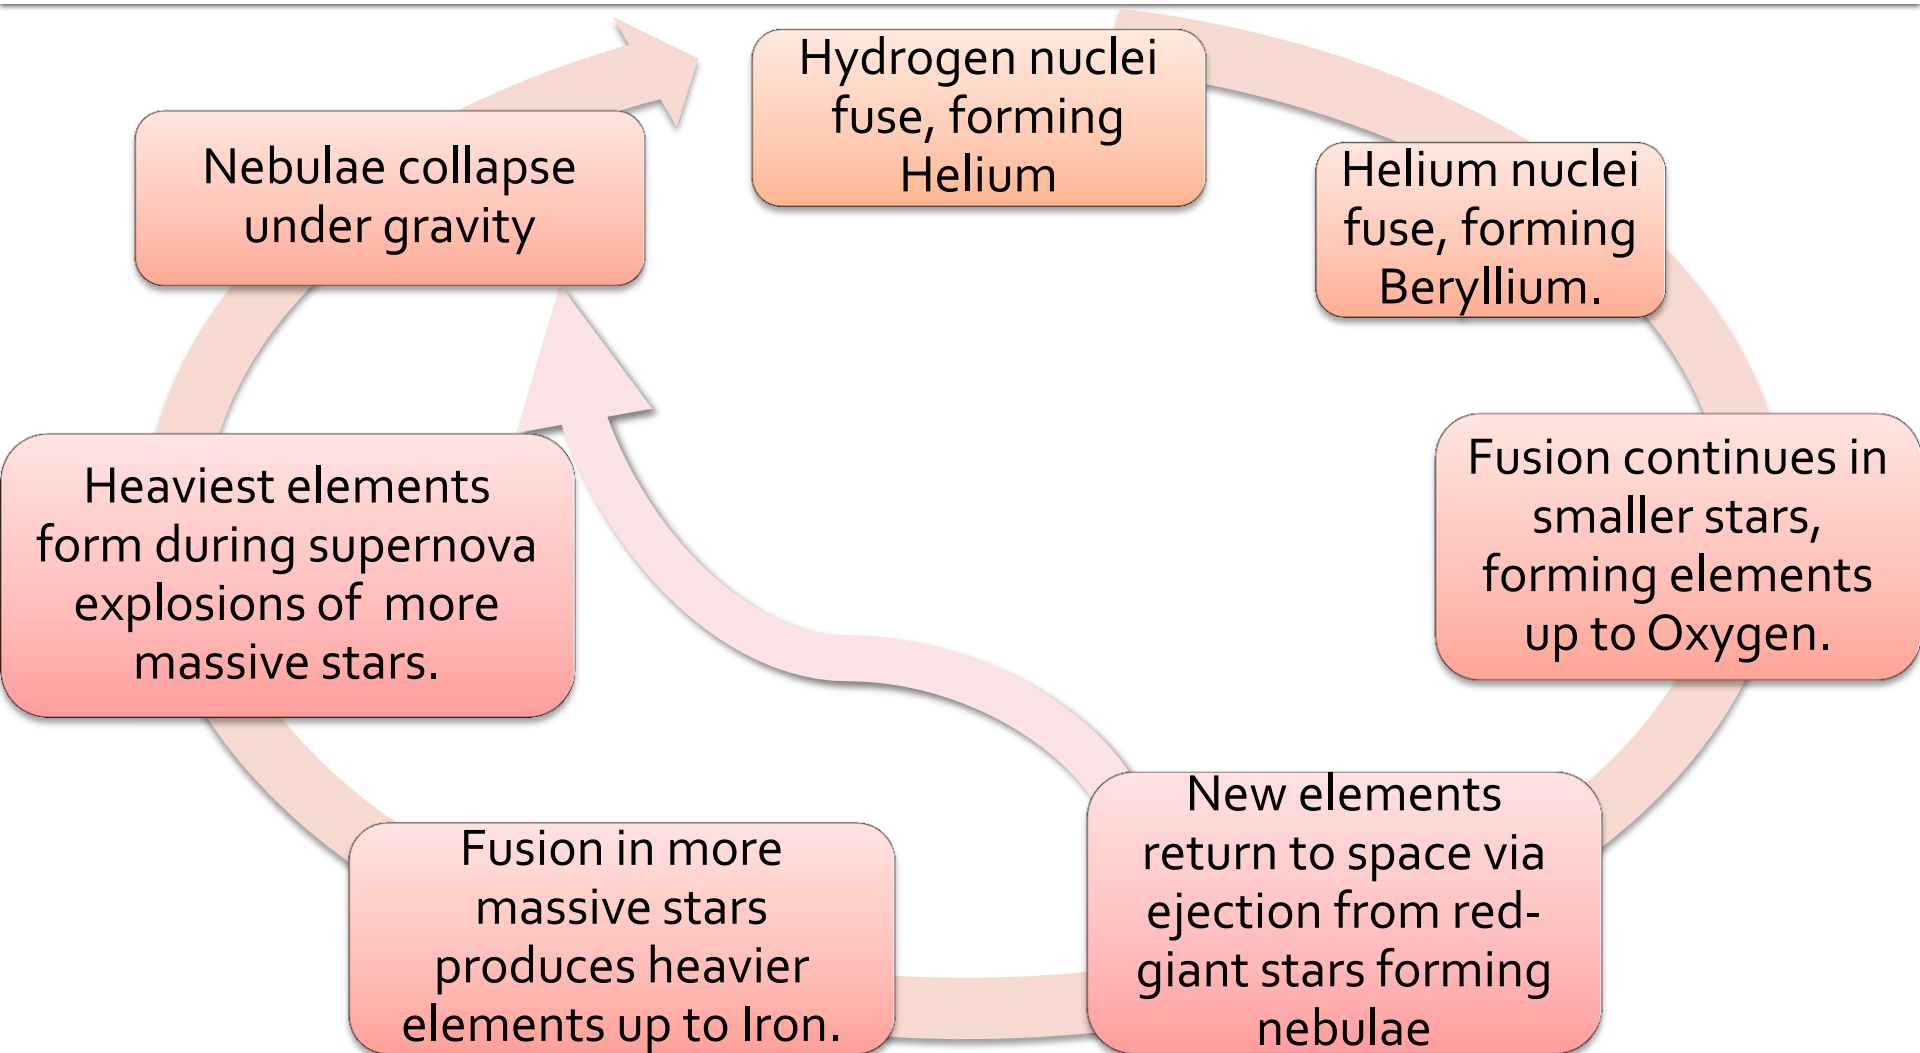 Hydrogen nuclei
fuse, forming
Helium
Helium nuclei
fuse, forming
Beryllium.
Fusion continues in
smaller stars,
forming elements
up to Oxygen.
New elements
return to space via
ejection from red-
giant stars forming
nebulae
Fusion in more
massive stars
produces heavier
elements up to Iron.
Heaviest elements
form during supernova
explosions of  more
massive stars.
Nebulae collapse
under gravity